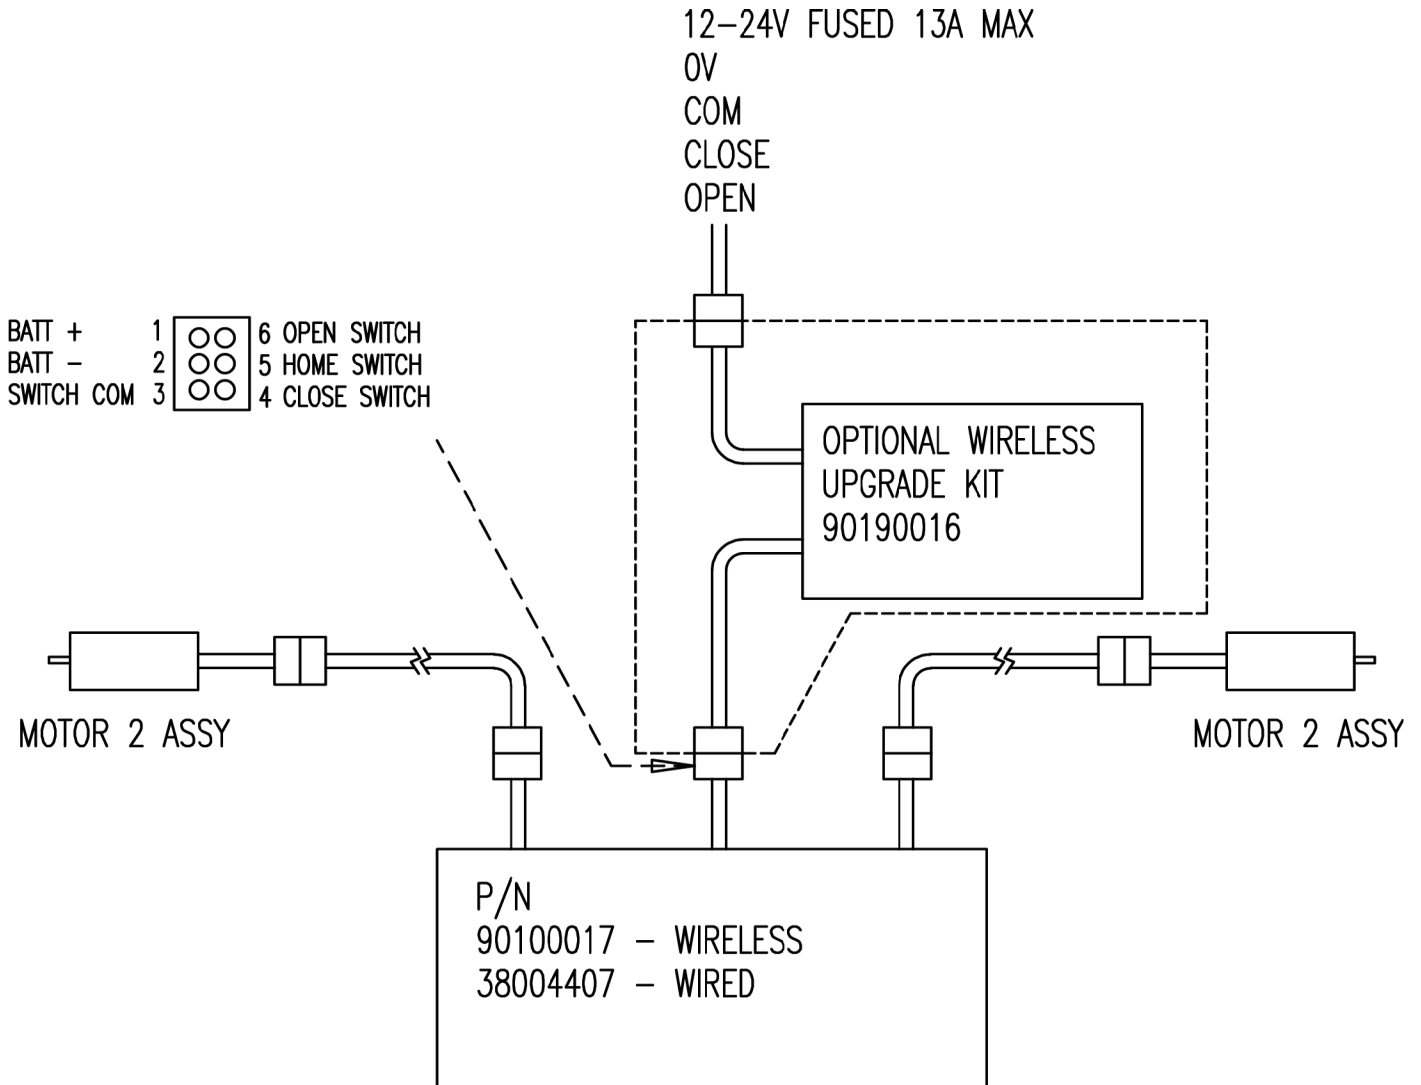 12-24V FUSED 13A MAX
0V
COM
CLOSE
OPEN
BATT + 1
BATT - 2
SWITCH COM 3
6 OPEN SWITCH
5 HOME SWITCH
4 CLOSE SWITCH
OPTIONAL WIRELESS
UPGRADE KIT
90190016
MOTOR 2 ASSY
MOTOR 2 ASSY
P/N
90100017 - WIRELESS
38004407 - WIRED